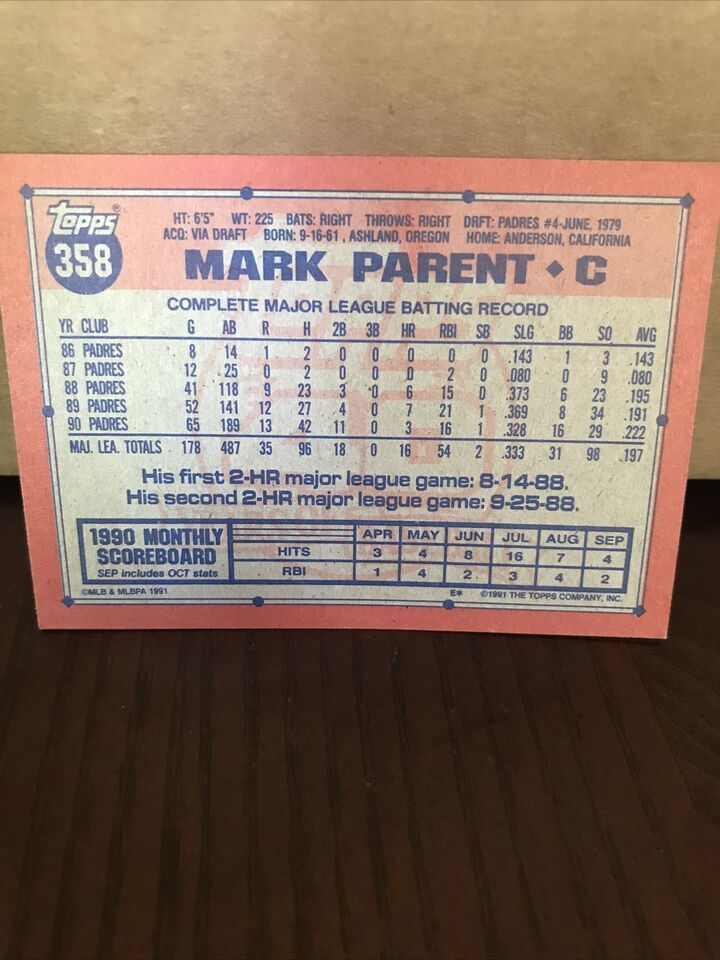 TOPPS®
358
HT: 6'5" WT: 225 BATS: RIGHT THROWS: RIGHT DRFT: PADRES #4-JUNE, 1979
ACQ: VIA DRAFT BORN: 9-16-61, ASHLAND, OREGON HOME: ANDERSON, CALIFORNIA
MARK PARENT ◆ C
COMPLETE MAJOR LEAGUE BATTING RECORD
YR CLUB G AB R H 2B 3B HR RBI SB SLG BB SO AVG
86 PADRES 8 14 1 2 0 0 0 0 0 .143 1 3 .143
87 PADRES 12 25 0 2 0 0 0 2 0 .080 0 9 .080
88 PADRES 41 118 9 23 3 0 6 15 0 .373 6 23 .195
89 PADRES 52 141 12 27 4 0 7 21 1 .369 8 34 .191
90 PADRES 65 189 13 42 11 0 3 16 1 .328 16 29 .222
MAJ. LEA. TOTALS 178 487 35 96 18 0 16 54 2 .333 31 98 .197
His first 2-HR major league game: 8-14-88.
His second 2-HR major league game: 9-25-88.
1990 MONTHLY SCOREBOARD
SEP includes OCT stats
APR MAY JUN JUL AUG SEP
HITS 3 4 8 16 7 4
RBI 1 4 2 3 4 2
©MLB & MLBPA 1991 E* ©1991 THE TOPPS COMPANY, INC.